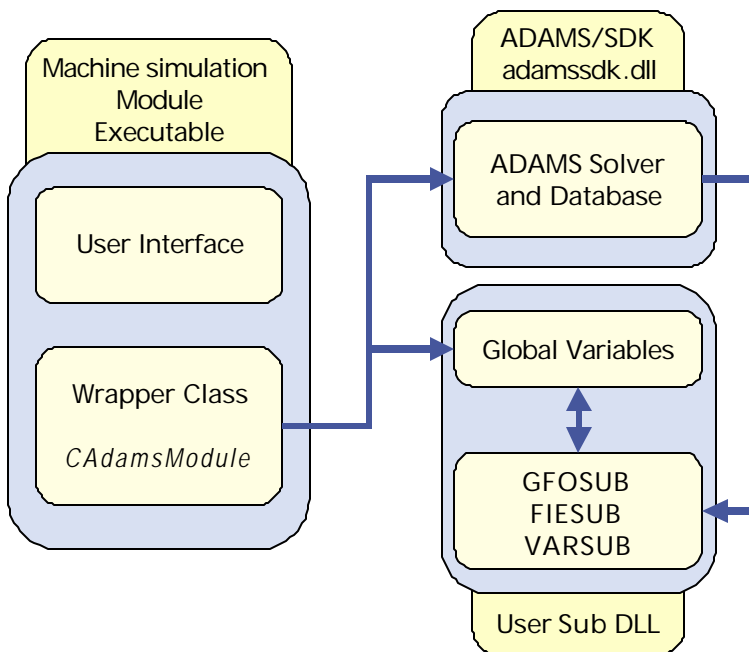 Machine simulation
Module
Executable
User Interface
Wrapper Class
CAdamsModule
ADAMS/SDK
adamssdk.dll
ADAMS Solver
and Database
Global Variables
GFOSUB
FIESUB
VARSUB
User Sub DLL